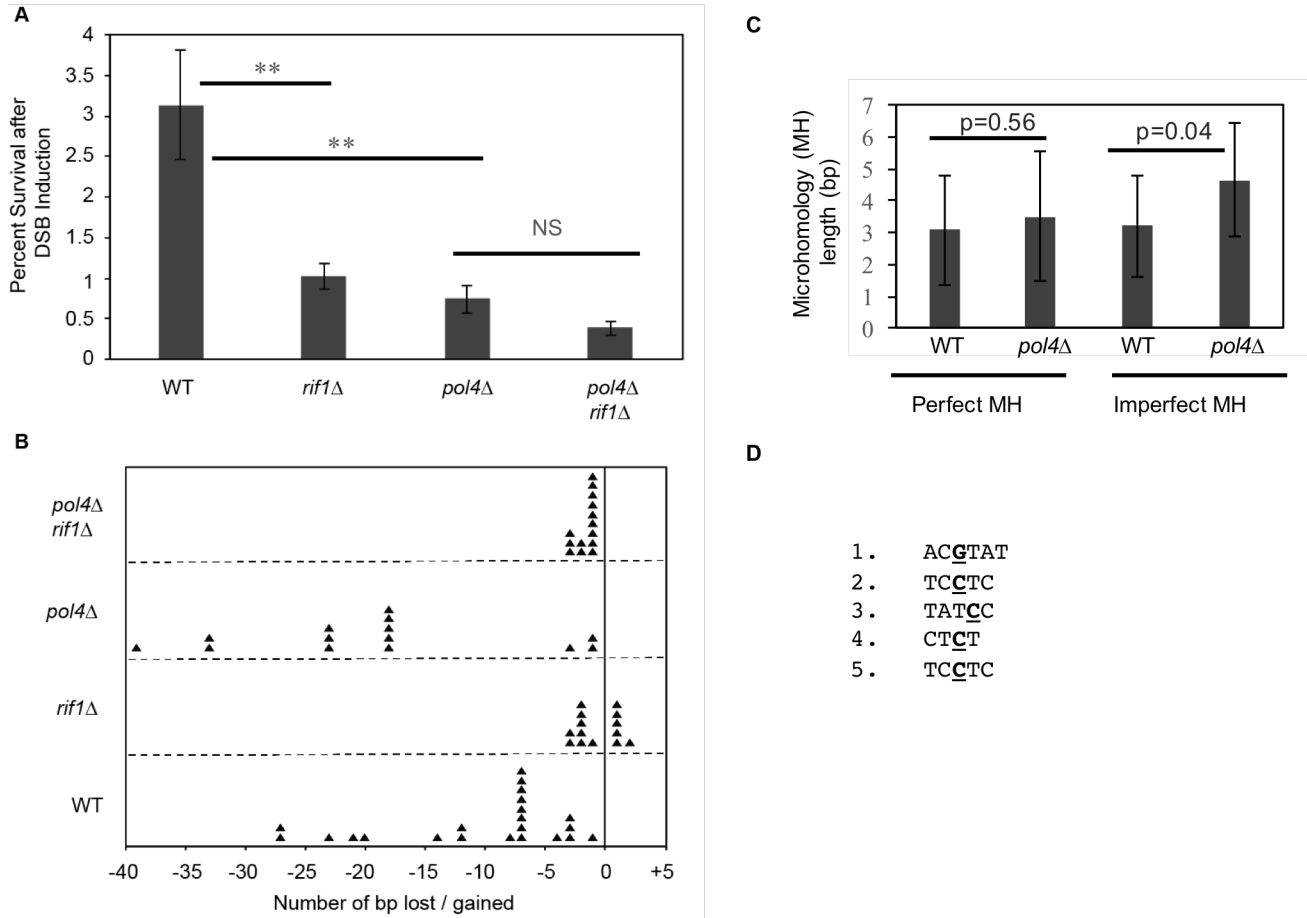 A
Percent Survival after
DSB Induction
4
3.5
3
2.5
2
1.5
1
0.5
0
**
**
NS
WT
rif1Δ
pol4Δ
pol4Δ
rif1Δ
B
pol4Δ
rif1Δ
pol4Δ
rif1Δ
WT
-40 -35 -30 -25 -20 -15 -10 -5 0 +5
Number of bp lost / gained
C
Microhomology (MH)
length (bp)
7
6
5
4
3
2
1
0
p=0.56
p=0.04
WT pol4Δ WT pol4Δ
Perfect MH Imperfect MH
D
1. ACGTAT
2. TCCTC
3. TATCC
4. CTCT
5. TCCTC